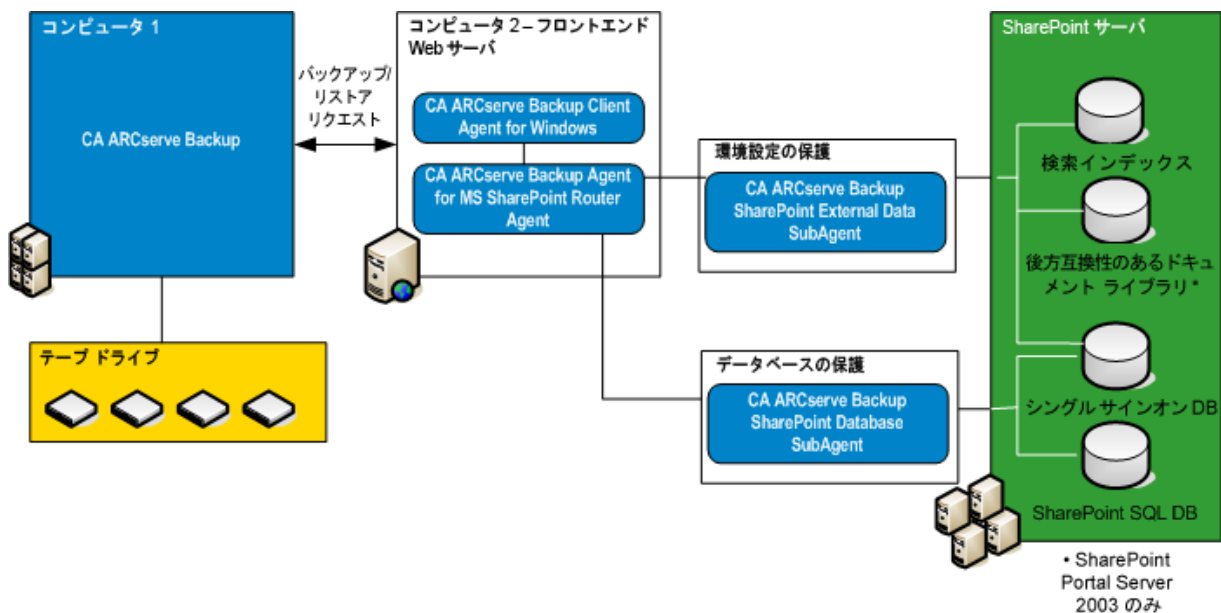 コンピュータ 1
CA ARCserve Backup
バックアップ/
リストア
リクエスト
コンピュータ 2 – フロントエンド
Web サーバ
CA ARCserve Backup Client
Agent for Windows
CA ARCserve Backup Agent
for MS SharePoint Router
Agent
環境設定の保護
CA ARCserve Backup
SharePoint External Data
SubAgent
データベースの保護
CA ARCserve Backup
SharePoint Database
SubAgent
SharePoint サーバ
検索インデックス
後方互換性のあるドキュ
メント ライブラリ *
シングル サインオン DB
SharePoint SQL DB
• SharePoint
Portal Server
2003 のみ
テープ ドライブ